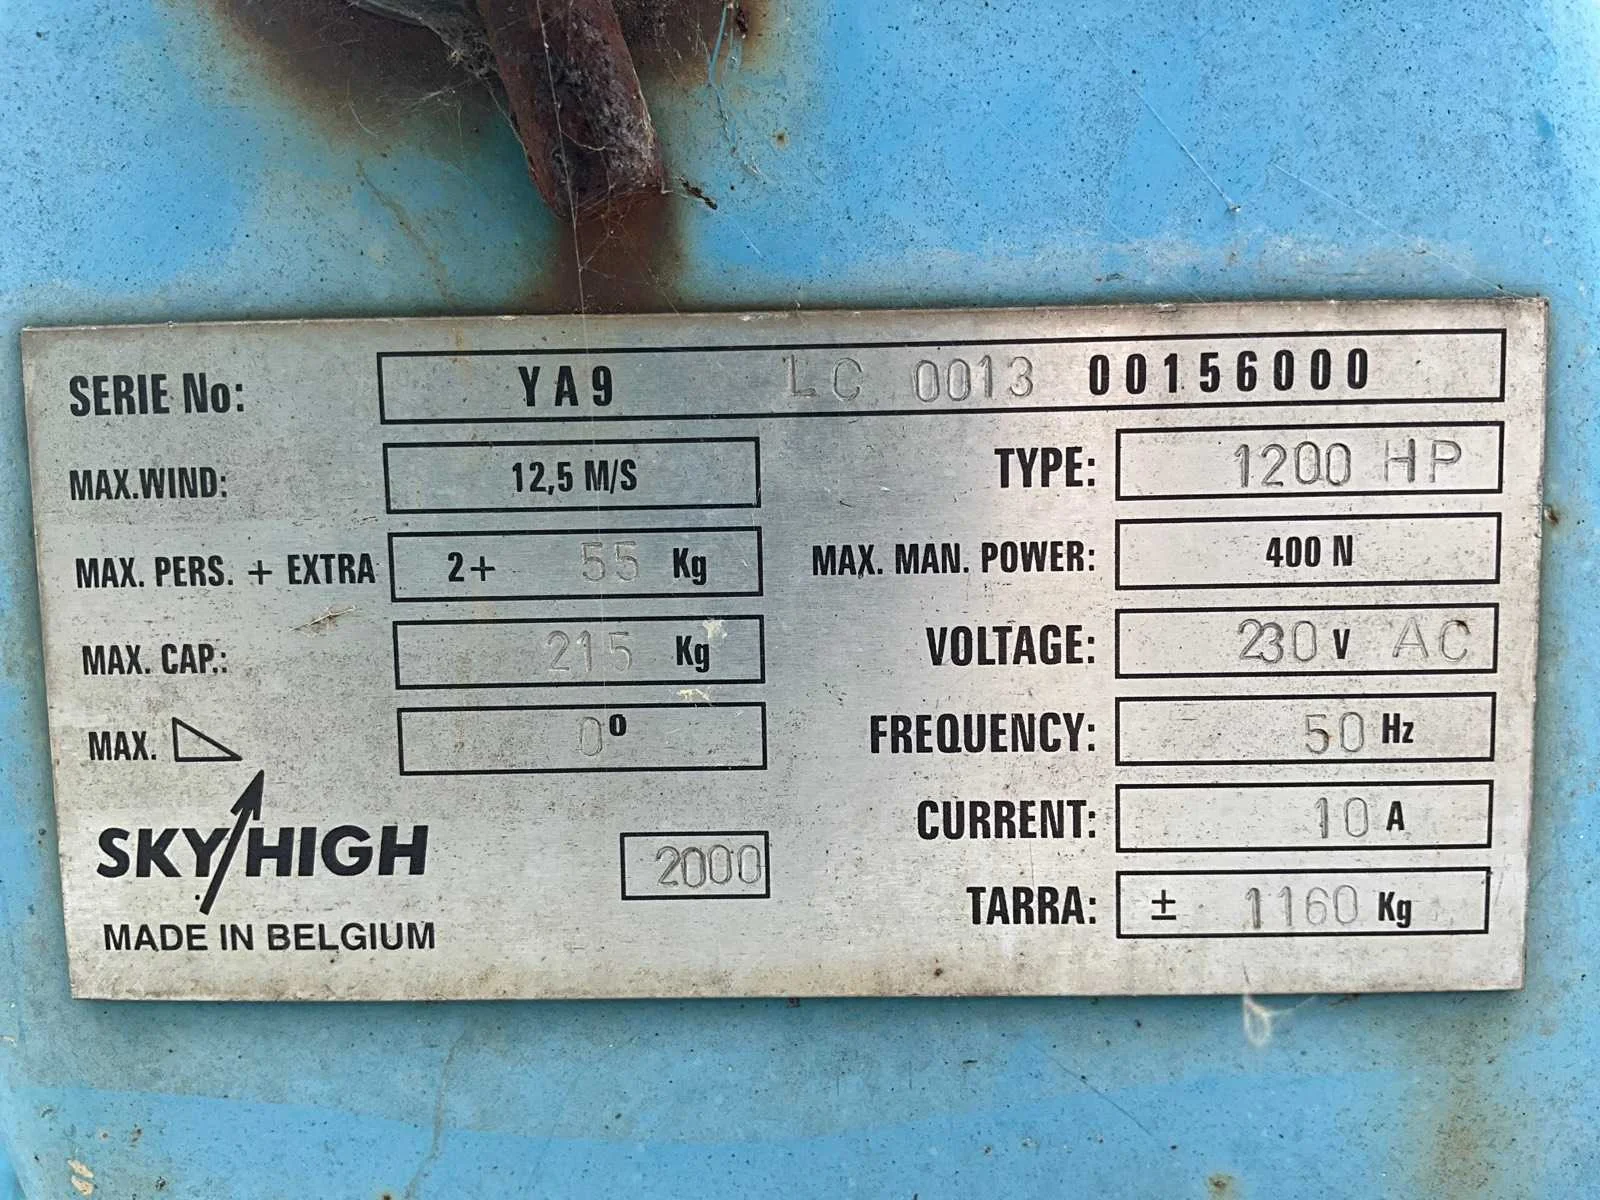 SERIE No: YA9 LC 0013 00156000
MAX.WIND: 12,5 M/S
TYPE: 1200 HP
MAX. PERS. + EXTRA 2+ 55 Kg
MAX. MAN. POWER: 400 N
MAX. CAP.: 215 Kg
VOLTAGE: 230 V AC
MAX. 0°
FREQUENCY: 50 Hz
SKYHIGH
2000
CURRENT: 10 A
MADE IN BELGIUM
TARRA: ± 1160 Kg